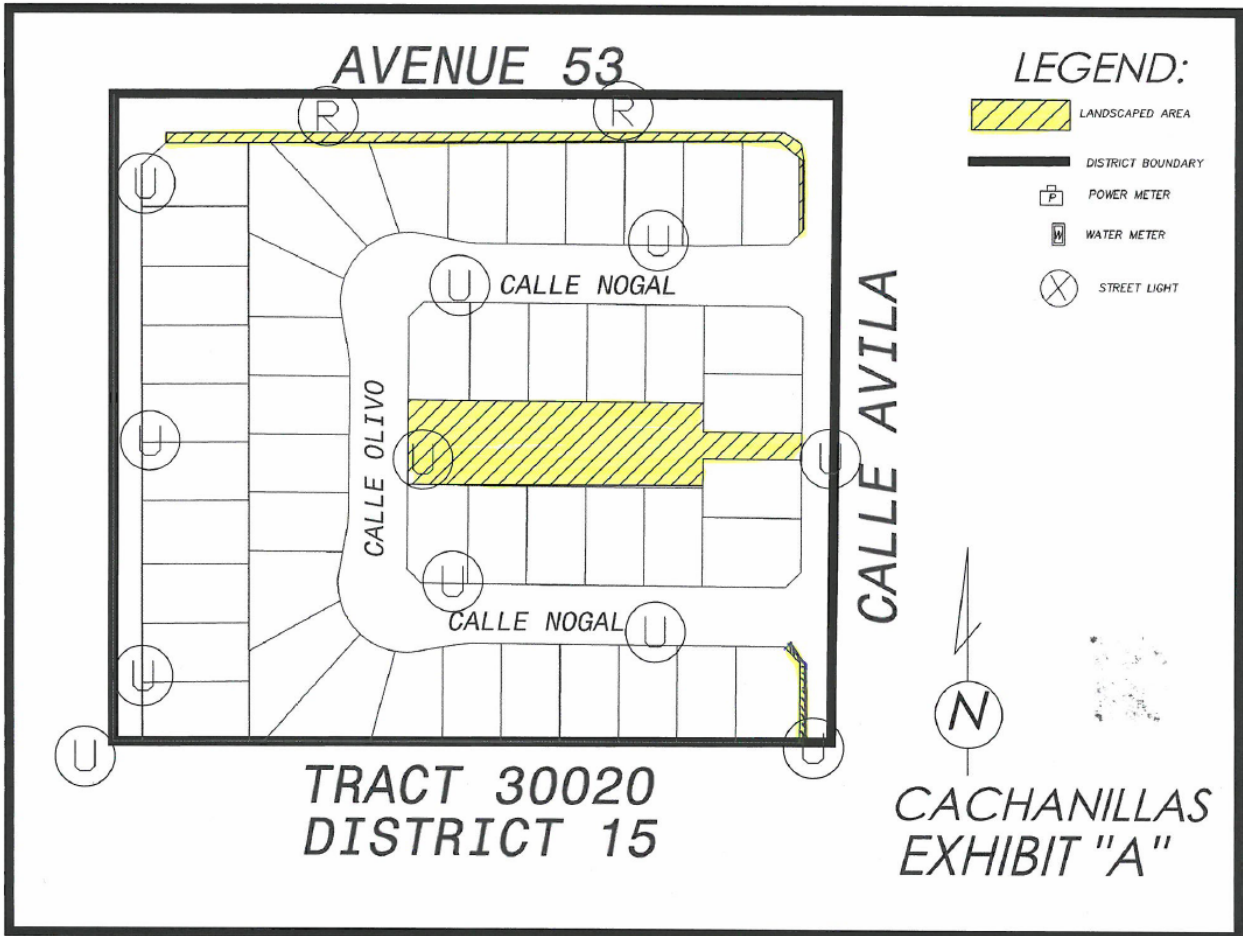 AVENUE 53
LEGEND:
LANDSCAPED AREA
DISTRICT BOUNDARY
P
POWER METER
W
WATER METER
X
STREET LIGHT
R
R
U
U
U
CALLE NOGAL
CALLE OLIVO
CALLE AVILA
U
U
U
U
CALLE NOGAL
U
U
U
U
N
TRACT 30020
DISTRICT 15
CACHANILLAS
EXHIBIT "A"